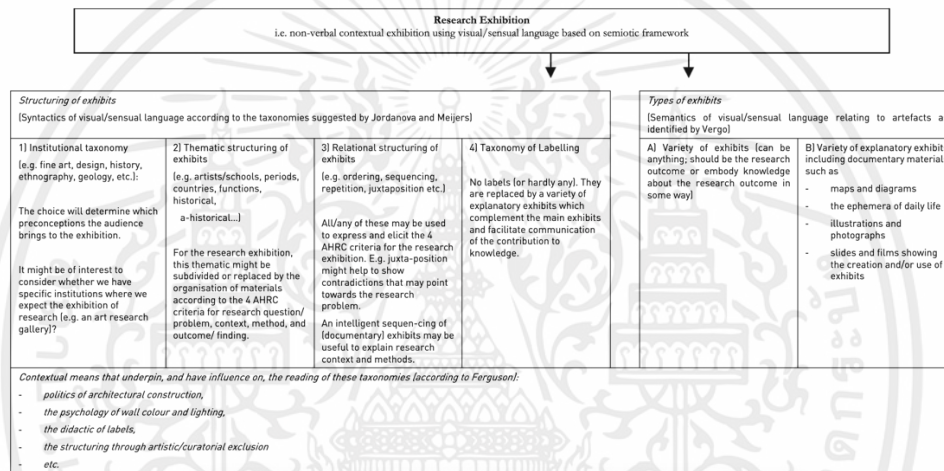 Research Exhibition
i.e. non-verbal contextual exhibition using visual/sensual language based on semiotic framework
Structuring of exhibits
(Syntactics of visual/sensual language according to the taxonomies suggested by Jordanova and Meijers)
1) Institutional taxonomy
(e.g. fine art, design, history,
ethnography, geology, etc.):
The choice will determine which
preconceptions the audience
brings to the exhibition.
It might be of interest to
consider whether we have
specific institutions where we
expect the exhibition of
research (e.g. an art research
gallery)?
2) Thematic structuring of
exhibits
(e.g. artists/schools, periods,
countries, functions,
historical,
a-historical...)
For the research exhibition,
this thematic might be
subdivided or replaced by the
organisation of materials
according to the 4 AHRC
criteria for research question/
problem, context, method, and
outcome/ finding.
3) Relational structuring of
exhibits
(e.g. ordering, sequencing,
repetition, juxtaposition etc.)
All/any of these may be used
to express and elicit the 4
AHRC criteria for the research
exhibition. E.g. juxta-position
might help to show
contradictions that may point
towards the research
problem.
An intelligent sequen-cing of
(documentary) exhibits may be
useful to explain research
context and methods.
4) Taxonomy of Labelling
No labels (or hardly any). They
are replaced by a variety of
explanatory exhibits which
complement the main exhibits
and facilitate communication
of the contribution to
knowledge.
Types of exhibits
(Semantics of visual/sensual language relating to artefacts a
identified by Vergo)
A) Variety of exhibits (can be
anything; should be the research
outcome or embody knowledge
about the research outcome in
some way)
B) Variety of explanatory exhibit
including documentary material
such as
- maps and diagrams
- the ephemera of daily life
- illustrations and
photographs
- slides and films showing
the creation and/or use of
exhibits
Contextual means that underpin, and have influence on, the reading of these taxonomies (according to Ferguson):
- politics of architectural construction,
- the psychology of wall colour and lighting,
- the didactic of labels,
- the structuring through artistic/curatorial exclusion
- etc.